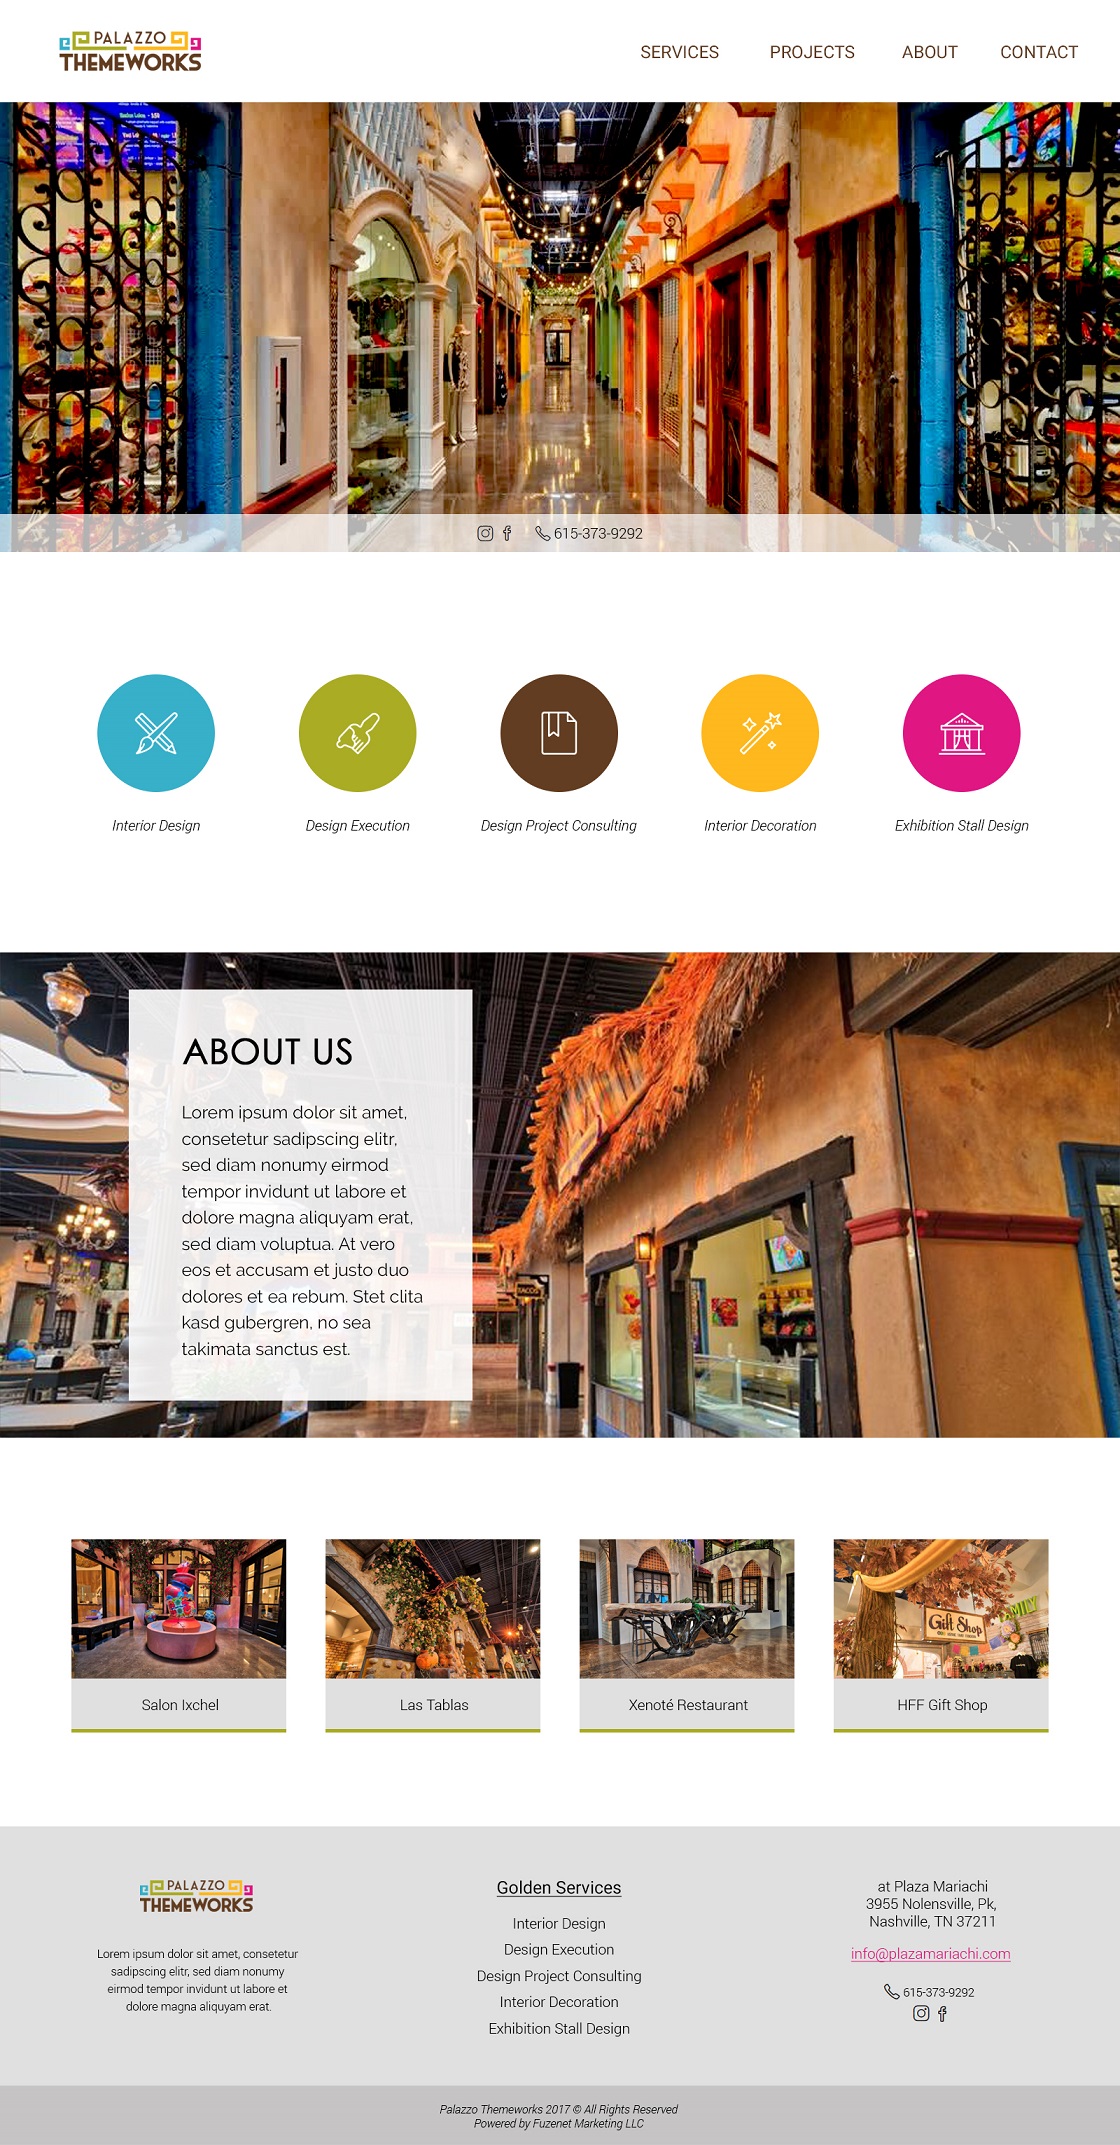 PALAZZO
THEMEWORKS
SERVICES
PROJECTS
ABOUT
CONTACT
615-373-9292
Interior Design
Design Execution
Design Project Consulting
Interior Decoration
Exhibition Stall Design
ABOUT US
Lorem ipsum dolor sit amet,
consetetur sadipscing elitr,
sed diam nonumy eirmod
tempor invidunt ut labore et
dolore magna aliquyam erat,
sed diam voluptua. At vero
eos et accusam et justo duo
dolores et ea rebum. Stet clita
kasd gubergren, no sea
takimata sanctus est.
TACOS
Gift Shop
FAMILY
Salon Ixchel
Las Tablas
Xenoté Restaurant
HFF Gift Shop
PALAZZO
THEMEWORKS
Lorem ipsum dolor sit amet, consetetur
sadipscing elitr, sed diam nonumy
eirmod tempor invidunt ut labore et
dolore magna aliquyam erat.
Golden Services
Interior Design
Design Execution
Design Project Consulting
Interior Decoration
Exhibition Stall Design
at Plaza Mariachi
3955 Nolensville, Pk,
Nashville, TN 37211
info@plazamariachi.com
615-373-9292
Palazzo Themeworks 2017 © All Rights Reserved
Powered by Fuzenet Marketing LLC